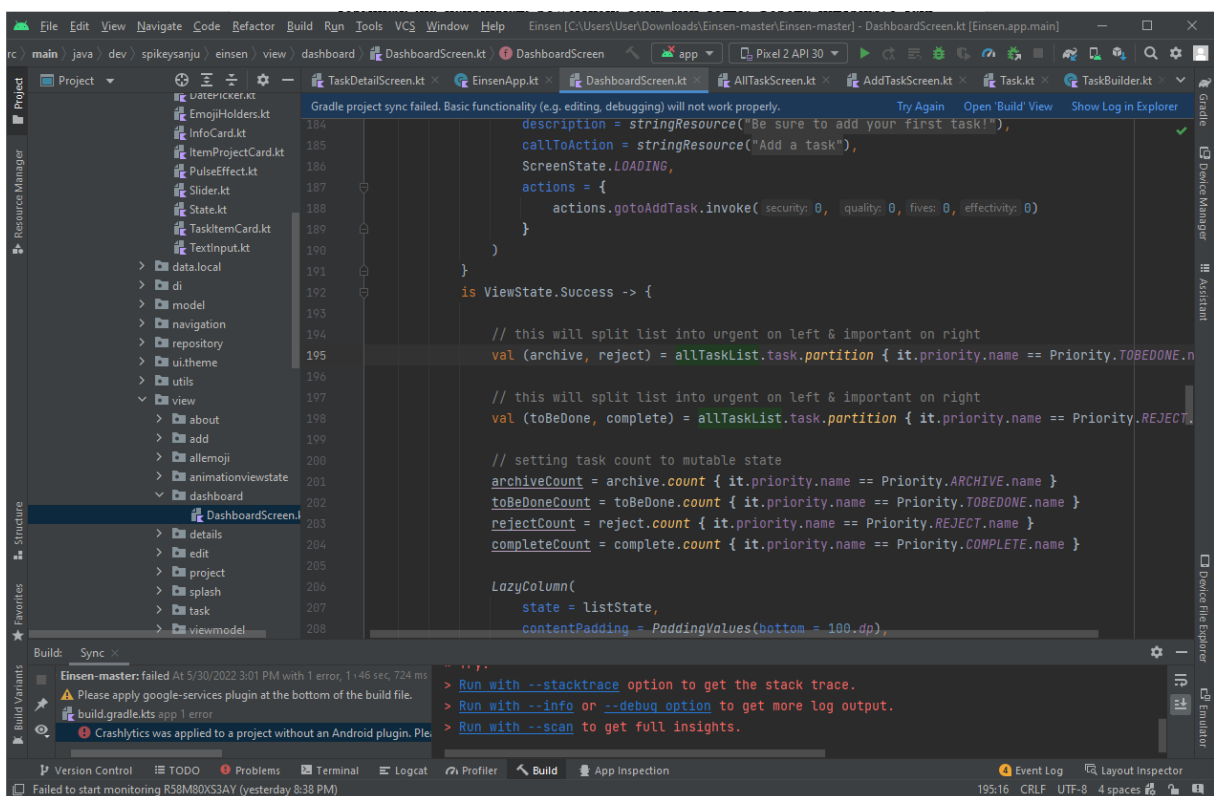 File Edit View Navigate Code Refactor Build Run Tools VCS Window Help Einsen [C:\Users\User\Downloads\Einsen-master\Einsen-master] - DashboardScreen.kt [Einsen.app.main]
rc main java dev spikeysanju einsen view dashboard DashboardScreen.kt DashboardScreen app Pixel 2 API 30
Project
TaskDetailScreen.kt EinsenApp.kt DashboardScreen.kt AllTaskScreen.kt AddTaskScreen.kt Task.kt TaskBuilder.kt
Gradle project sync failed. Basic functionality (e.g. editing, debugging) will not work properly. Try Again Open 'Build' View Show Log in Explorer
DatePicker.kt
EmojiHolders.kt
InfoCard.kt
ItemProjectCard.kt
PulseEffect.kt
Slider.kt
State.kt
TaskItemCard.kt
TextInput.kt
data.local
di
model
navigation
repository
ui.theme
utils
view
about
add
allemoji
animationviewstate
dashboard
DashboardScreen.k
details
edit
project
splash
task
viewmodel
184 description = stringResource("Be sure to add your first task!"),
185 callToAction = stringResource("Add a task"),
186 ScreenState.LOADING,
187 actions = {
188 actions.gotoAddTask.invoke( security: 0, quality: 0, fives: 0, effectivity: 0)
189 }
190 )
191 }
192 is ViewState.Success -> {
193
194 // this will split list into urgent on left & important on right
195 val (archive, reject) = allTaskList.task.partition { it.priority.name == Priority.TOBEDONE.n
196
197 // this will split list into urgent on left & important on right
198 val (toBeDone, complete) = allTaskList.task.partition { it.priority.name == Priority.REJECT.
199
200 // setting task count to mutable state
201 archiveCount = archive.count { it.priority.name == Priority.ARCHIVE.name }
202 toBeDoneCount = toBeDone.count { it.priority.name == Priority.TOBEDONE.name }
203 rejectCount = reject.count { it.priority.name == Priority.REJECT.name }
204 completeCount = complete.count { it.priority.name == Priority.COMPLETE.name }
205
206 LazyColumn(
207 state = listState,
208 contentPadding = PaddingValues(bottom = 100.dp),
Project
Resource Manager
Structure
Favorites
Build Variants
Gradle
Device Manager
Assistant
Device File Explorer
Emulator
Build: Sync
Einsen-master: failed At 5/30/2022 3:01 PM with 1 error, 1 46 sec, 724 ms
Please apply google-services plugin at the bottom of the build file.
build.gradle.kts app 1 error
Crashlytics was applied to a project without an Android plugin. Plea
> Run with --stacktrace option to get the stack trace.
> Run with --info or --debug option to get more log output.
> Run with --scan to get full insights.
Version Control TODO Problems Terminal Logcat Profiler Build App Inspection 4 Event Log Layout Inspector
Failed to start monitoring R58M80XS3AY (yesterday 8:38 PM) 195:16 CRLF UTF-8 4 spaces